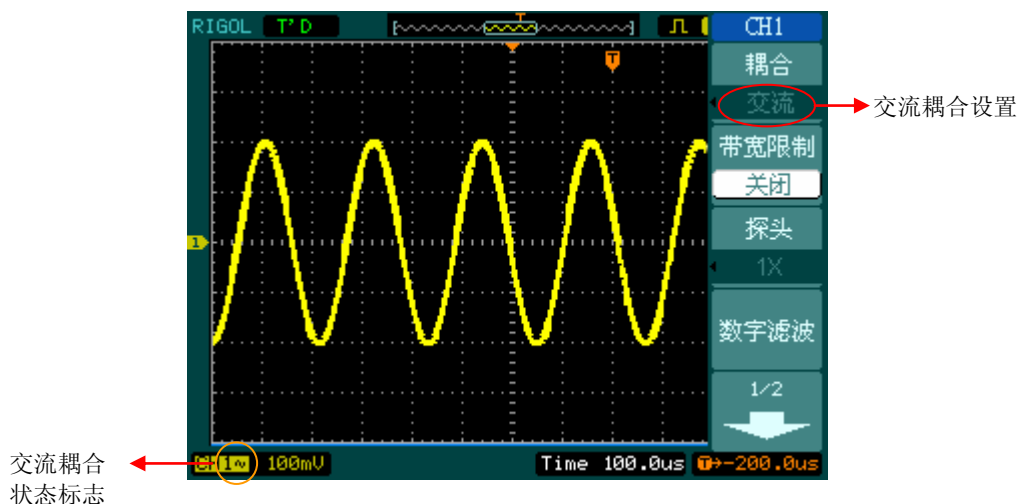 RIGOL T'D T CH1
T
耦合
交流
交流耦合设置
带宽限制
关闭
探头
1
1X
数字滤波
1/2
交流耦合
状态标志
1~ 100mV Time 100.0us T→-200.0us